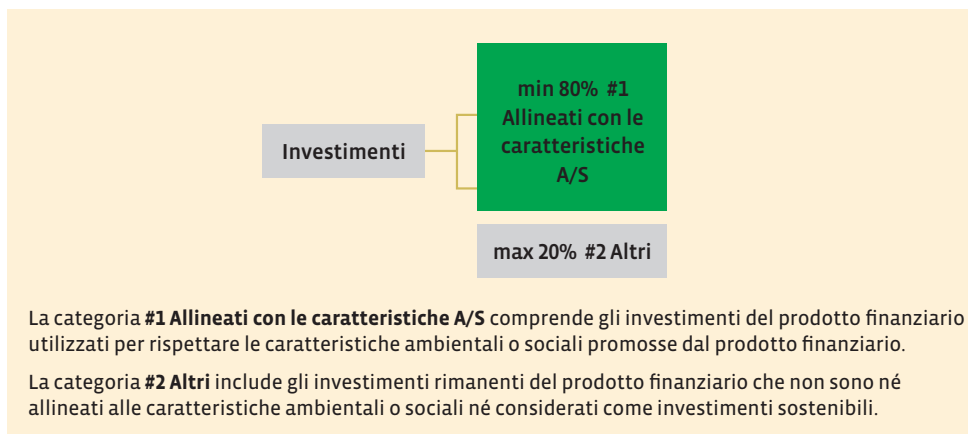 min 80% #1
Allineati con le
caratteristiche
A/S
Investimenti
max 20% #2 Altri
La categoria #1 Allineati con le caratteristiche A/S comprende gli investimenti del prodotto finanziario
utilizzati per rispettare le caratteristiche ambientali o sociali promosse dal prodotto finanziario.
La categoria #2 Altri include gli investimenti rimanenti del prodotto finanziario che non sono né
allineati alle caratteristiche ambientali o sociali né considerati come investimenti sostenibili.